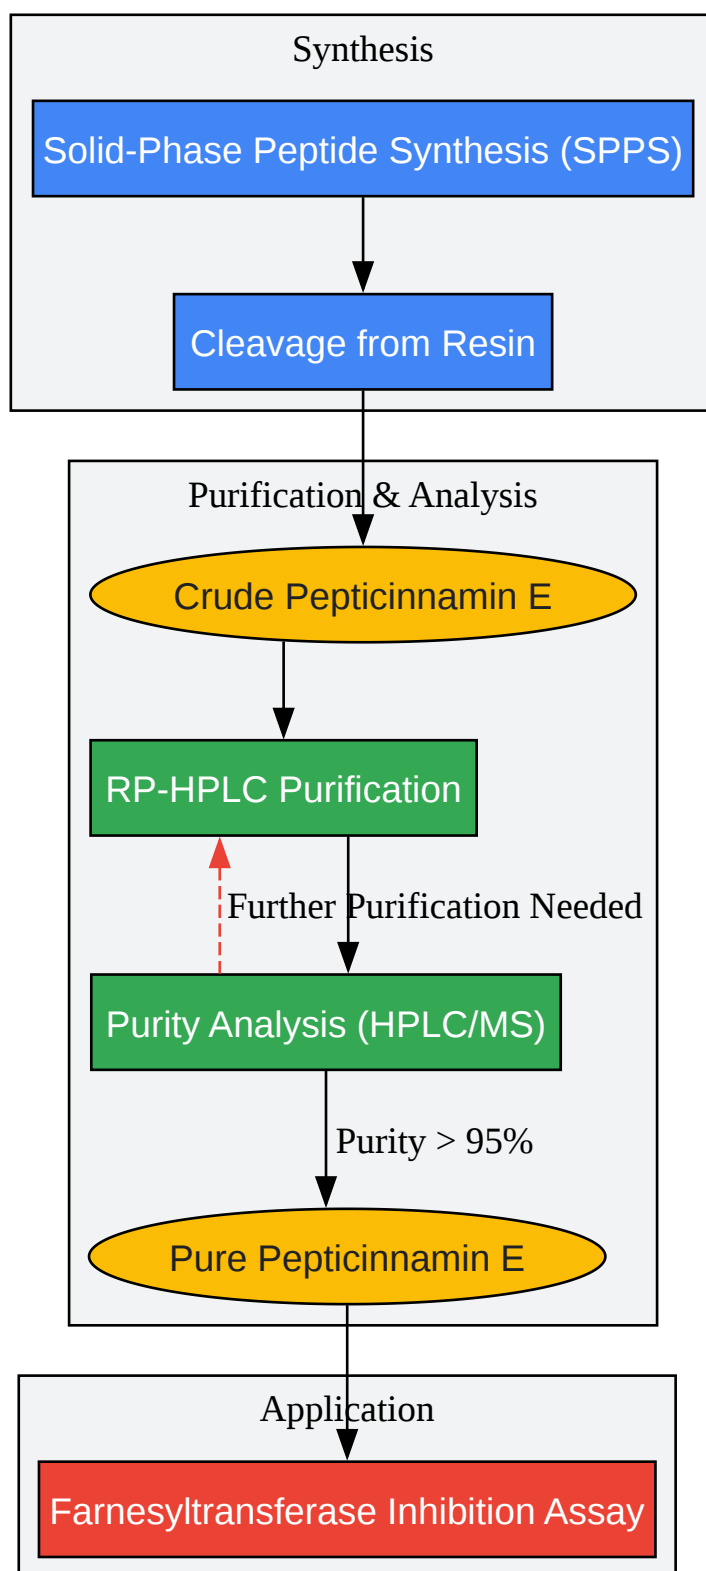 Synthesis
Solid-Phase Peptide Synthesis (SPPS)
Cleavage from Resin
Purification & Analysis
Crude Pepticinnamin E
RP-HPLC Purification
Further Purification Needed
Purity Analysis (HPLC/MS)
Purity > 95%
Pure Pepticinnamin E
Application
Farnesyltransferase Inhibition Assay